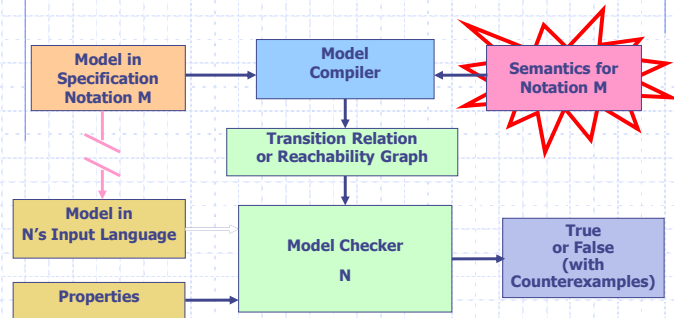 Model in
Specification
Notation M
Model
Compiler
Semantics for
Notation M
Transition Relation
or Reachability Graph
Model in
N's Input Language
Model Checker
N
True
or False
(with
Counterexamples)
Properties